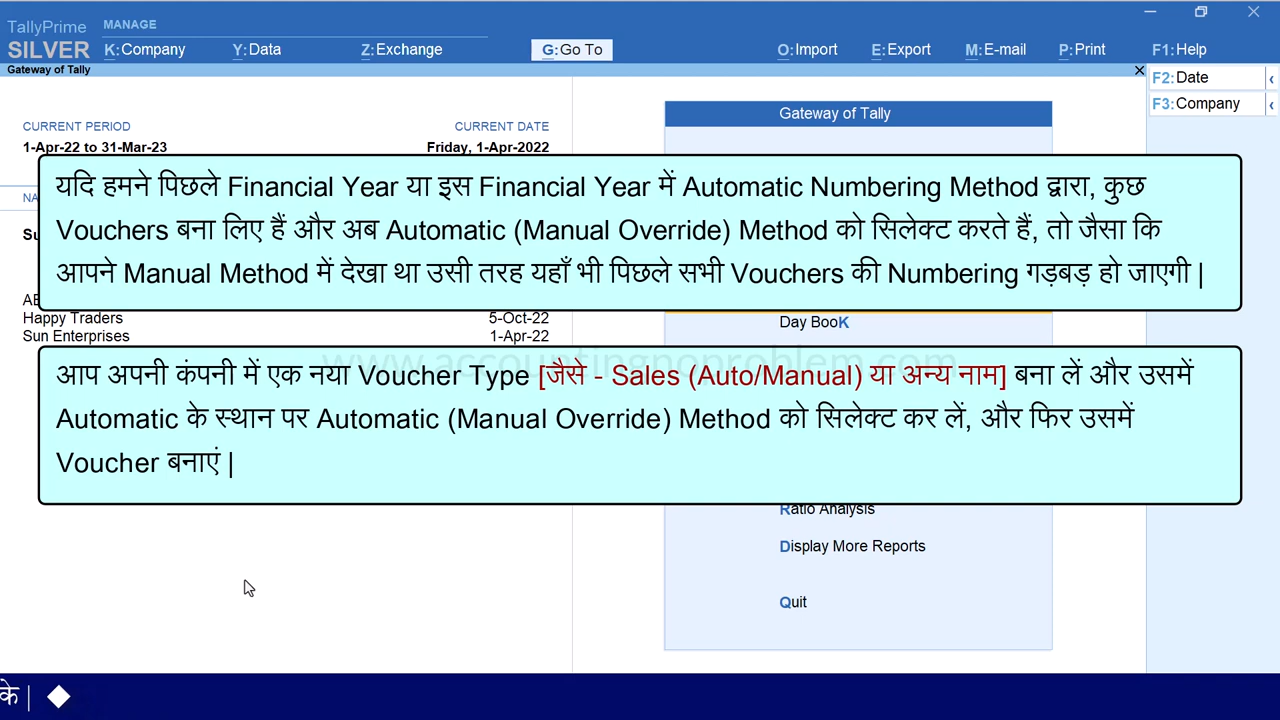 TallyPrime
MANAGE
SILVER
K:Company
Y:Data
Z:Exchange
G:Go To
O:Import
E:Export
M:E-mail
P:Print
F1:Help
Gateway of Tally
F2:Date
F3:Company
CURRENT PERIOD
CURRENT DATE
1-Apr-22 to 31-Mar-23
Friday, 1-Apr-2022
Gateway of Tally
यदि हमने पिछले Financial Year या इस Financial Year में Automatic Numbering Method द्वारा, कुछ
Vouchers बना लिए हैं और अब Automatic (Manual Override) Method को सिलेक्ट करते हैं, तो जैसा कि
आपने Manual Method में देखा था उसी तरह यहाँ भी पिछले सभी Vouchers की Numbering गड़बड़ हो जाएगी |
Happy Traders
5-Oct-22
Sun Enterprises
1-Apr-22
Day BooK
www.accountingnoproblem.com
आप अपनी कंपनी में एक नया Voucher Type [जैसे - Sales (Auto/Manual) या अन्य नाम] बना लें और उसमें
Automatic के स्थान पर Automatic (Manual Override) Method को सिलेक्ट कर लें, और फिर उसमें
Voucher बनाएं |
Ratio Analysis
Display More Reports
Quit
के |